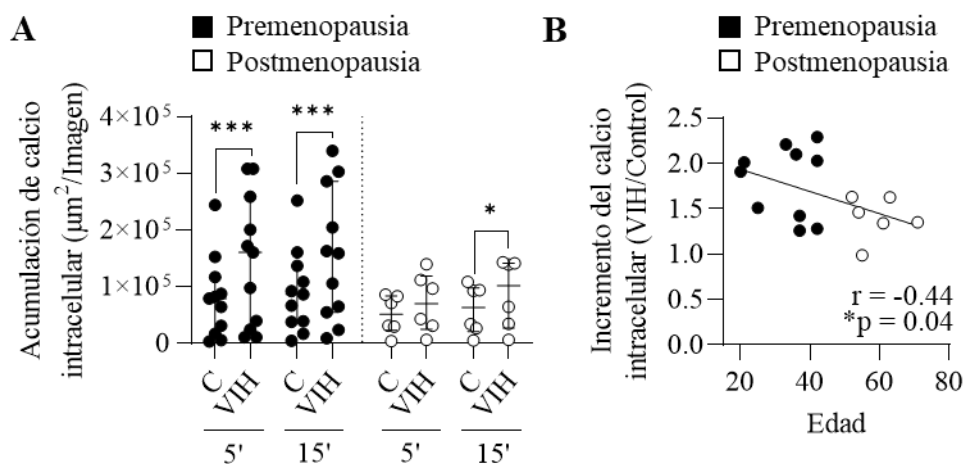 A
Premenopausia
Postmenopausia
Acumulación de calcio
intracelular (µm²/Imagen)
4×10⁵
3×10⁵
2×10⁵
1×10⁵
0
***
***
*
C
VIH
C
VIH
C
VIH
C
VIH
5'
15'
5'
15'
B
Premenopausia
Postmenopausia
Incremento del calcio
intracelular (VIH/Control)
2.5
2.0
1.5
1.0
0.5
0.0
r = -0.44
*p = 0.04
20
40
60
80
Edad